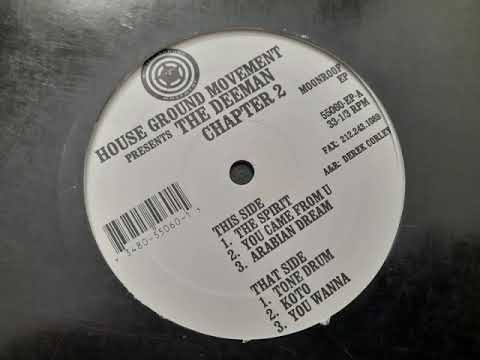 HOUSE GROUND MOVEMENT
PRESENTS THE DEEMAN
CHAPTER 2
MOONROOF
EP
55060-EP-A
33-1/3 RPM
FAX: 212.242.1089
A&R: DEREK CORLEY
THIS SIDE
1. THE SPIRIT
2. YOU CAME FROM U
3. ARABIAN DREAM
THAT SIDE
1. TONE DRUM
2. KOTO
3. YOU WANNA